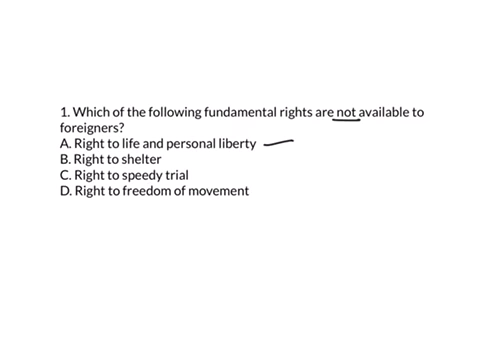 1. Which of the following fundamental rights are not available to
foreigners?
A. Right to life and personal liberty
B. Right to shelter
C. Right to speedy trial
D. Right to freedom of movement